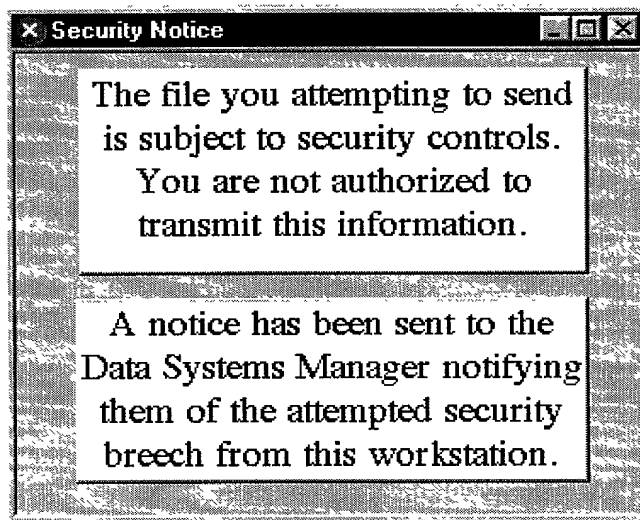 Security Notice
The file you attempting to send
is subject to security controls.
You are not authorized to
transmit this information.
A notice has been sent to the
Data Systems Manager notifying
them of the attempted security
breech from this workstation.